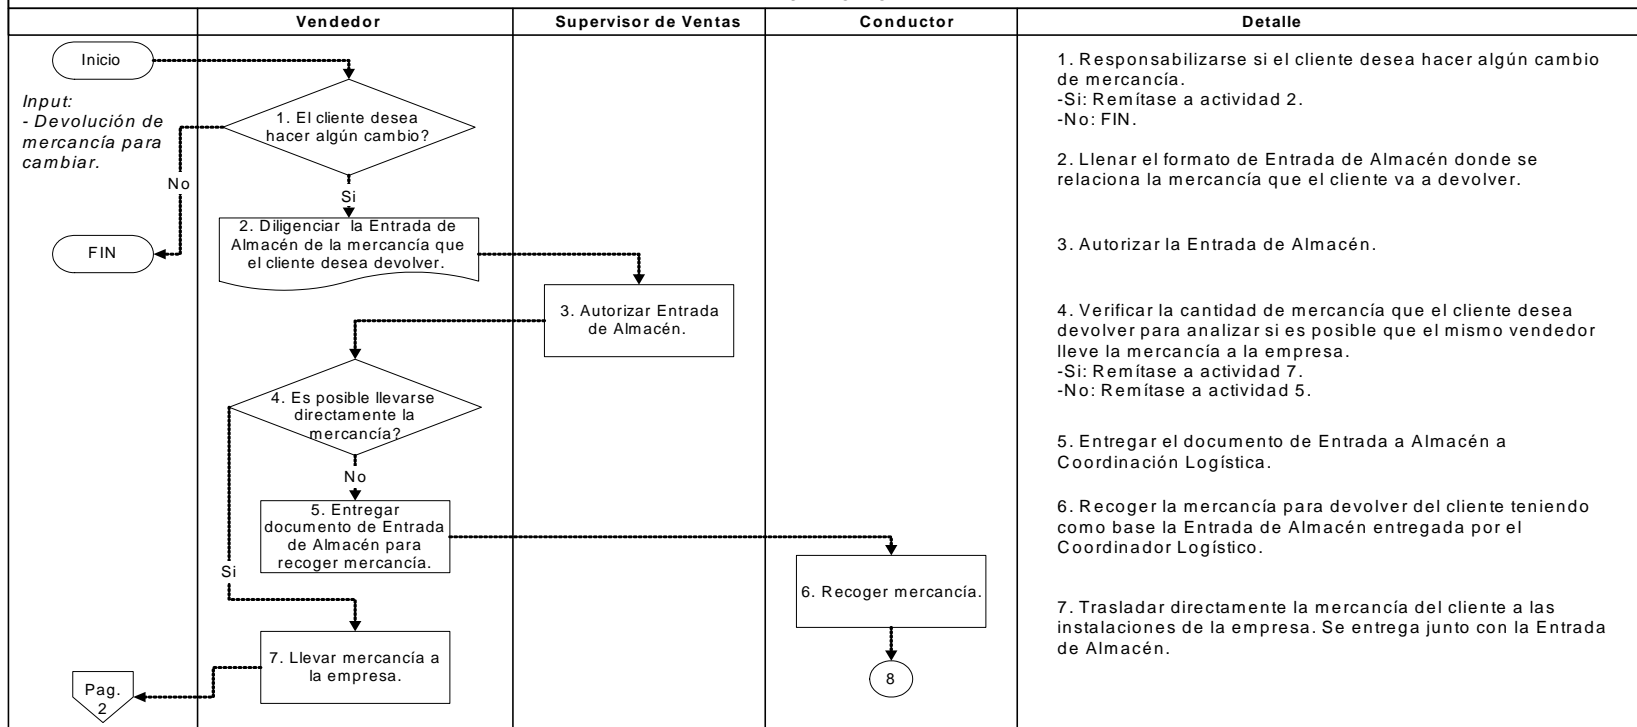 Vendedor
Supervisor de Ventas
Conductor
Detalle
Inicio
Input:
- Devolución de
mercancía para
cambiar.
1. El cliente desea
hacer algún cambio?
No
Si
FIN
2. Diligenciar la Entrada de
Almacén de la mercancía que
el cliente desea devolver.
3. Autorizar Entrada
de Almacén.
4. Es posible llevarse
directamente la
mercancía?
No
5. Entregar
documento de Entrada
de Almacén para
recoger mercancía.
Si
6. Recoger mercancía.
7. Llevar mercancía a
la empresa.
8
Pag.
2
1. Responsabilizarse si el cliente desea hacer algún cambio
de mercancía.
-Si: Remítase a actividad 2.
-No: FIN.
2. Llenar el formato de Entrada de Almacén donde se
relaciona la mercancía que el cliente va a devolver.
3. Autorizar la Entrada de Almacén.
4. Verificar la cantidad de mercancía que el cliente desea
devolver para analizar si es posible que el mismo vendedor
lleve la mercancía a la empresa.
-Si: Remítase a actividad 7.
-No: Remítase a actividad 5.
5. Entregar el documento de Entrada a Almacén a
Coordinación Logística.
6. Recoger la mercancía para devolver del cliente teniendo
como base la Entrada de Almacén entregada por el
Coordinador Logístico.
7. Trasladar directamente la mercancía del cliente a las
instalaciones de la empresa. Se entrega junto con la Entrada
de Almacén.